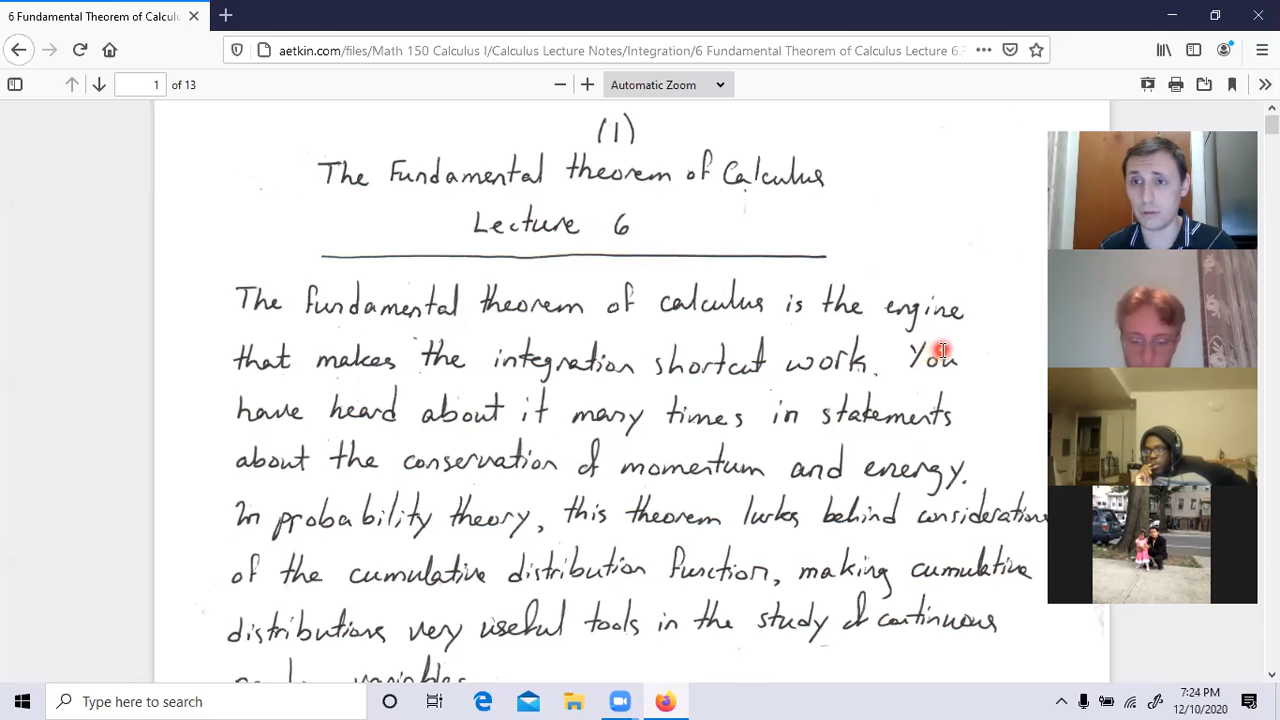 6 Fundamental Theorem of Calculu
aetkin.com/files/Math 150 Calculus I/Calculus Lecture Notes/Integration/6 Fundamental Theorem of Calculus Lecture 6.
1 of 13
Automatic Zoom
(1)
The Fundamental theorem of Calculus
Lecture 6
The fundamental theorem of calculus is the engine
that makes the integration shortcut work. You
have heard about it many times in statements
about the conservation of momentum and energy.
In probability theory, this theorem lurks behind considerations
of the cumulative distribution function, making cumulative
distributions very useful tools in the study of continuous
variables
Type here to search
7:24 PM
12/10/2020